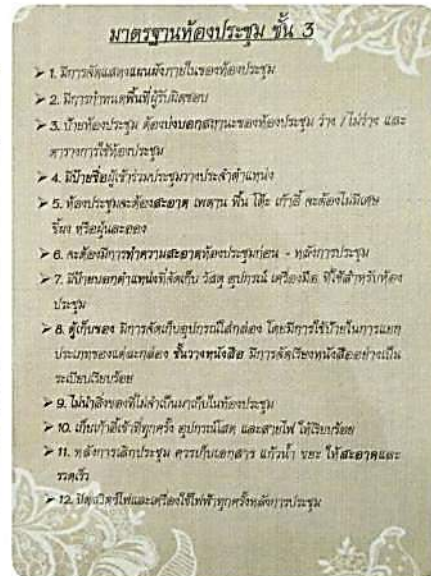 มาตรฐานห้องประชุม ชั้น 3
➤ 1. มีการจัดแสดงแผนผังภายในของห้องประชุม
➤ 2. มีการกำหนดพื้นที่ผู้รับผิดชอบ
➤ 3. ป้ายห้องประชุม ต้องบ่งบอกสถานะของห้องประชุม ว่าง / ไม่ว่าง และ
ตารางการใช้ห้องประชุม
➤ 4. มีป้ายชื่อผู้เข้าร่วมประชุมวางประจำตำแหน่ง
➤ 5. ห้องประชุมจะต้องสะอาด เพดาน พื้น โต๊ะ เก้าอี้ จะต้องไม่มีเศษ
ขี้ผง หรือฝุ่นละออง
➤ 6. จะต้องมีการทำความสะอาดห้องประชุมก่อน - หลังการประชุม
➤ 7. มีป้ายบอกตำแหน่งที่จัดเก็บ วัสดุ อุปกรณ์ เครื่องมือ ที่ใช้สำหรับห้อง
ประชุม
➤ 8. ตู้เก็บของ มีการจัดเก็บอุปกรณ์ใส่กล่อง โดยมีการใช้ป้ายในการแยก
ประเภทของแต่ละกล่อง ชั้นวางหนังสือ มีการจัดเรียงหนังสืออย่างเป็น
ระเบียบเรียบร้อย
➤ 9. ไม่นำสิ่งของที่ไม่จำเป็นมาเก็บในห้องประชุม
➤ 10. เก็บเก้าอี้เข้าที่ทุกครั้ง อุปกรณ์โสต และสายไฟ ให้เรียบร้อย
➤ 11. หลังการเลิกประชุม ควรเก็บเอกสาร แก้วน้ำ ขยะ ให้สะอาดและ
รวดเร็ว
➤ 12. ปิดสวิตซ์ไฟและเครื่องใช้ไฟฟ้าทุกครั้งหลังการประชุม